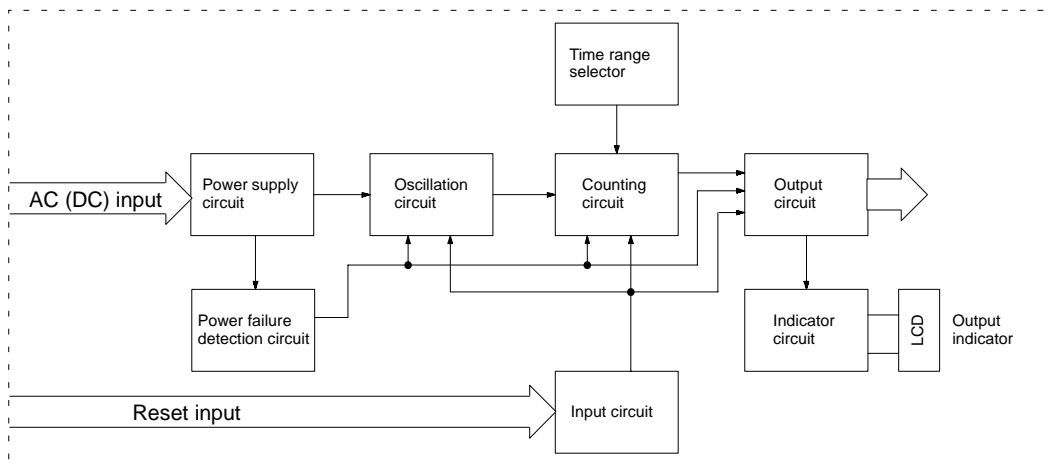 Time range
selector
AC (DC) input
Power supply
circuit
Oscillation
circuit
Counting
circuit
Output
circuit
Power failure
detection circuit
Indicator
circuit
LCD
Output
indicator
Reset input
Input circuit